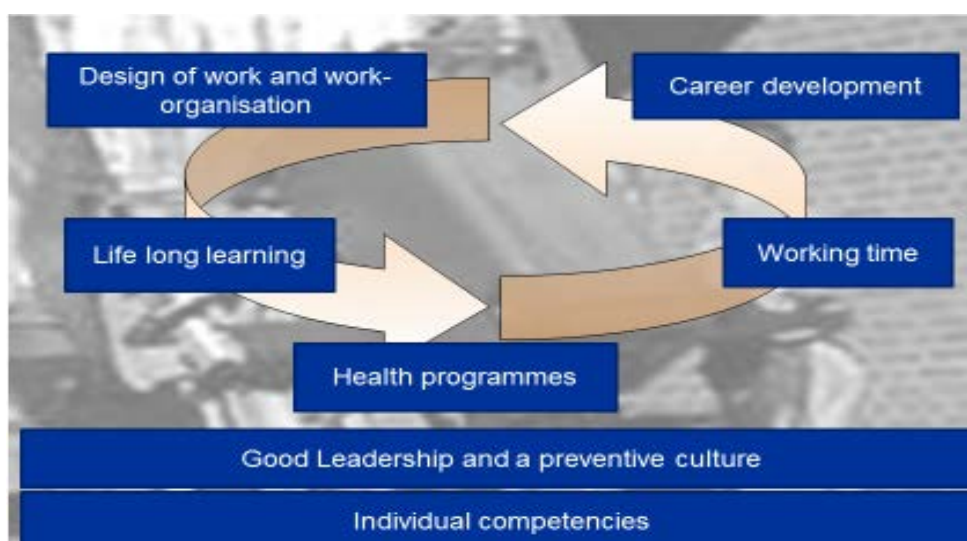 Design of work and work-
organisation
Career development
Life long learning
Working time
Health programmes
Good Leadership and a preventive culture
Individual competencies